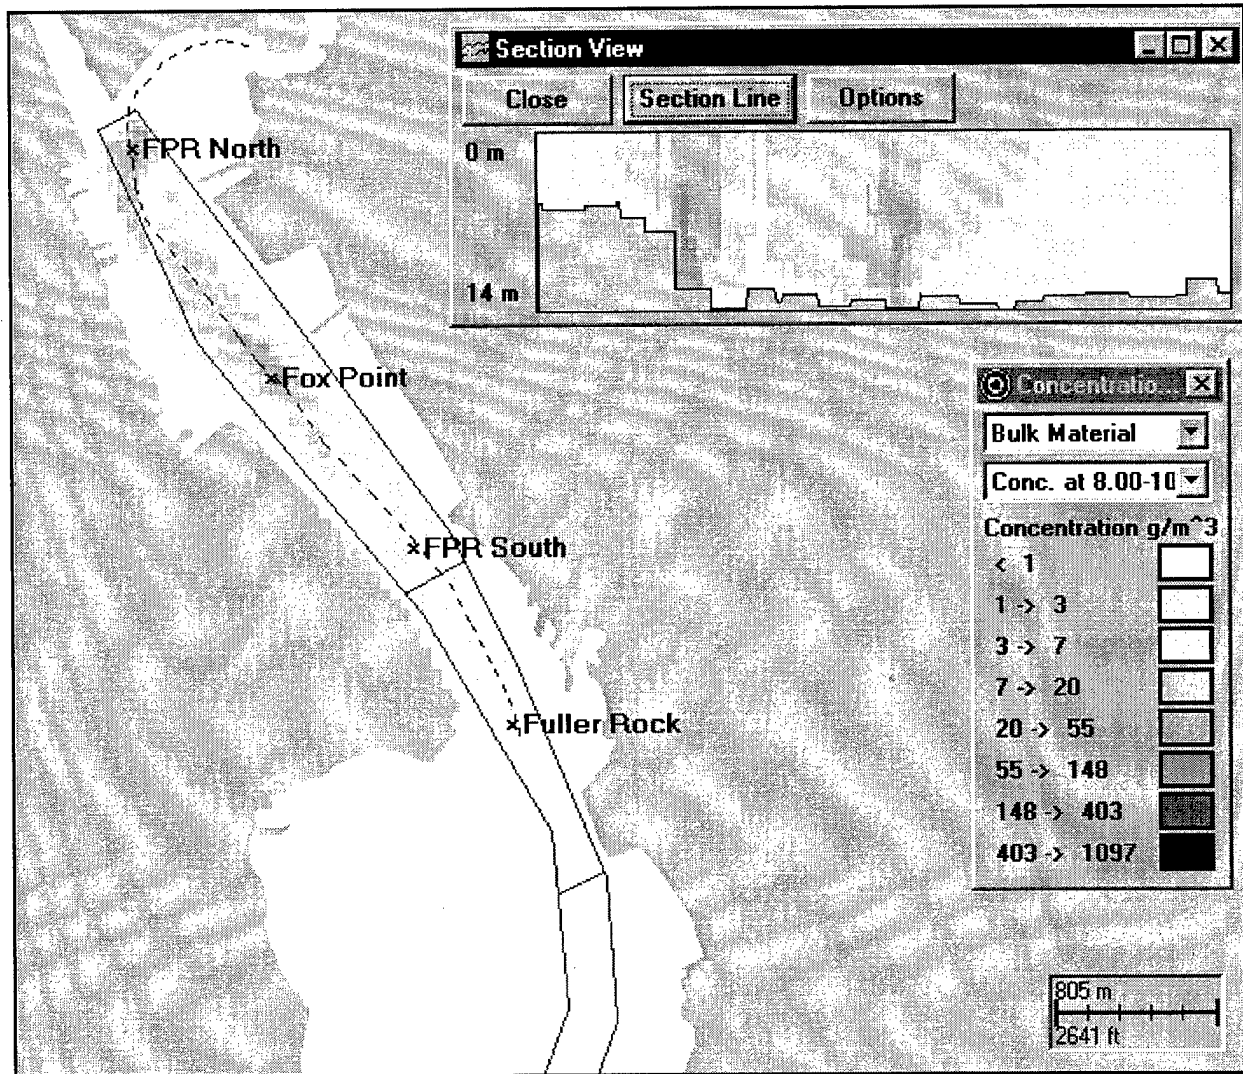 Section View
Close
Section Line
Options
0 m
14 m
FPR North
Fox Point
FPR South
Fuller Rock
Concentratio...
Bulk Material
Conc. at 8.00-10
Concentration g/m^3
< 1
1 -> 3
3 -> 7
7 -> 20
20 -> 55
55 -> 148
148 -> 403
403 -> 1097
805 m
2641 ft